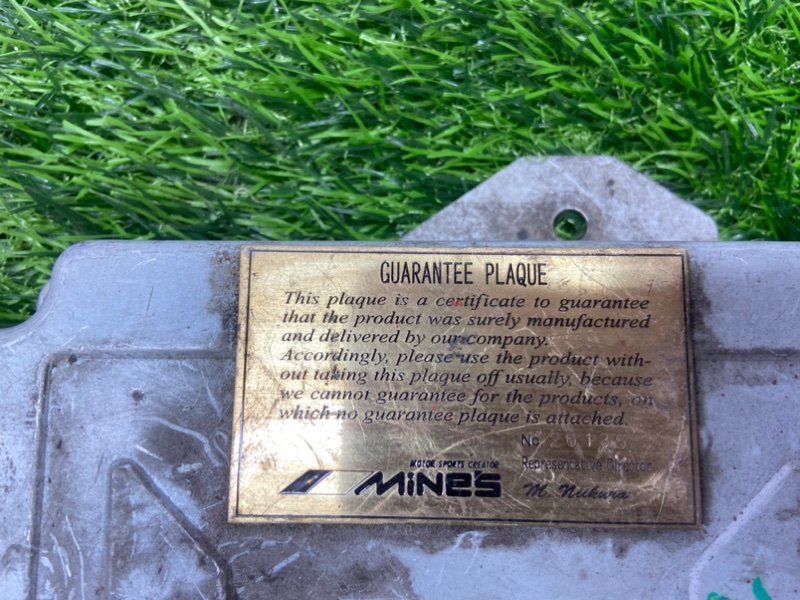 GUARANTEE PLAQUE
This plaque is a certificate to guarantee
that the product was surely manufactured
and delivered by our company.
Accordingly, please use the product with-
out taking this plaque off usually, because
we cannot guarantee for the products, on
which no guarantee plaque is attached.
No
Representative Director
MOTOR SPORTS CREATOR
MINE'S
M. Niikura